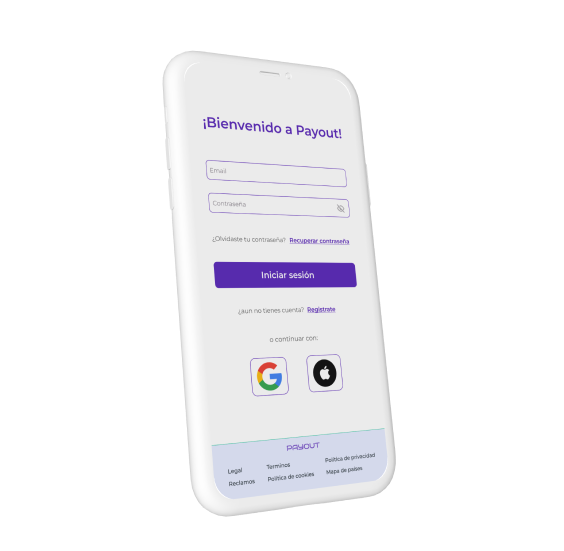 ¡Bienvenido a Payout!
Email
Contraseña
¿Olvidaste tu contraseña? Recuperar contraseña
Iniciar sesión
¿aun no tienes cuenta? Registrate
o continuar con:
PAYOUT
Legal Terminos Política de privacidad
Reclamos Política de cookies Mapa de países